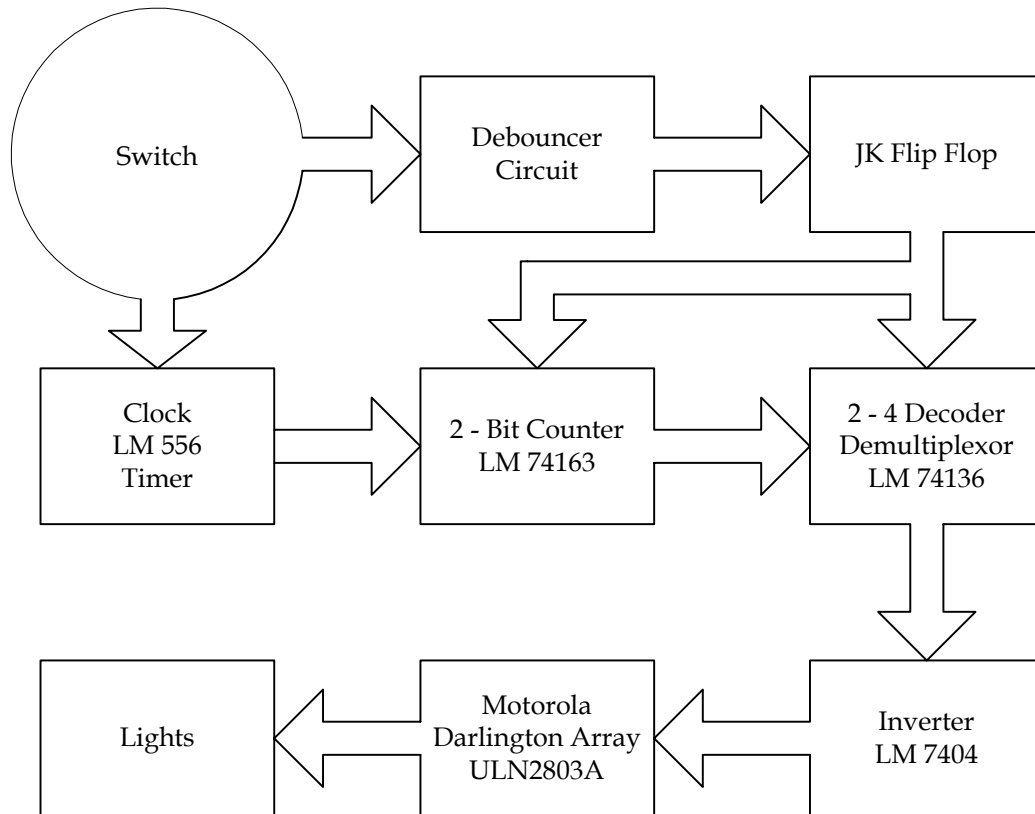 Switch
Debouncer
Circuit
JK Flip Flop
Clock
LM 556
Timer
2 - Bit Counter
LM 74163
2 - 4 Decoder
Demultiplexor
LM 74136
Lights
Motorola
Darlington Array
ULN2803A
Inverter
LM 7404